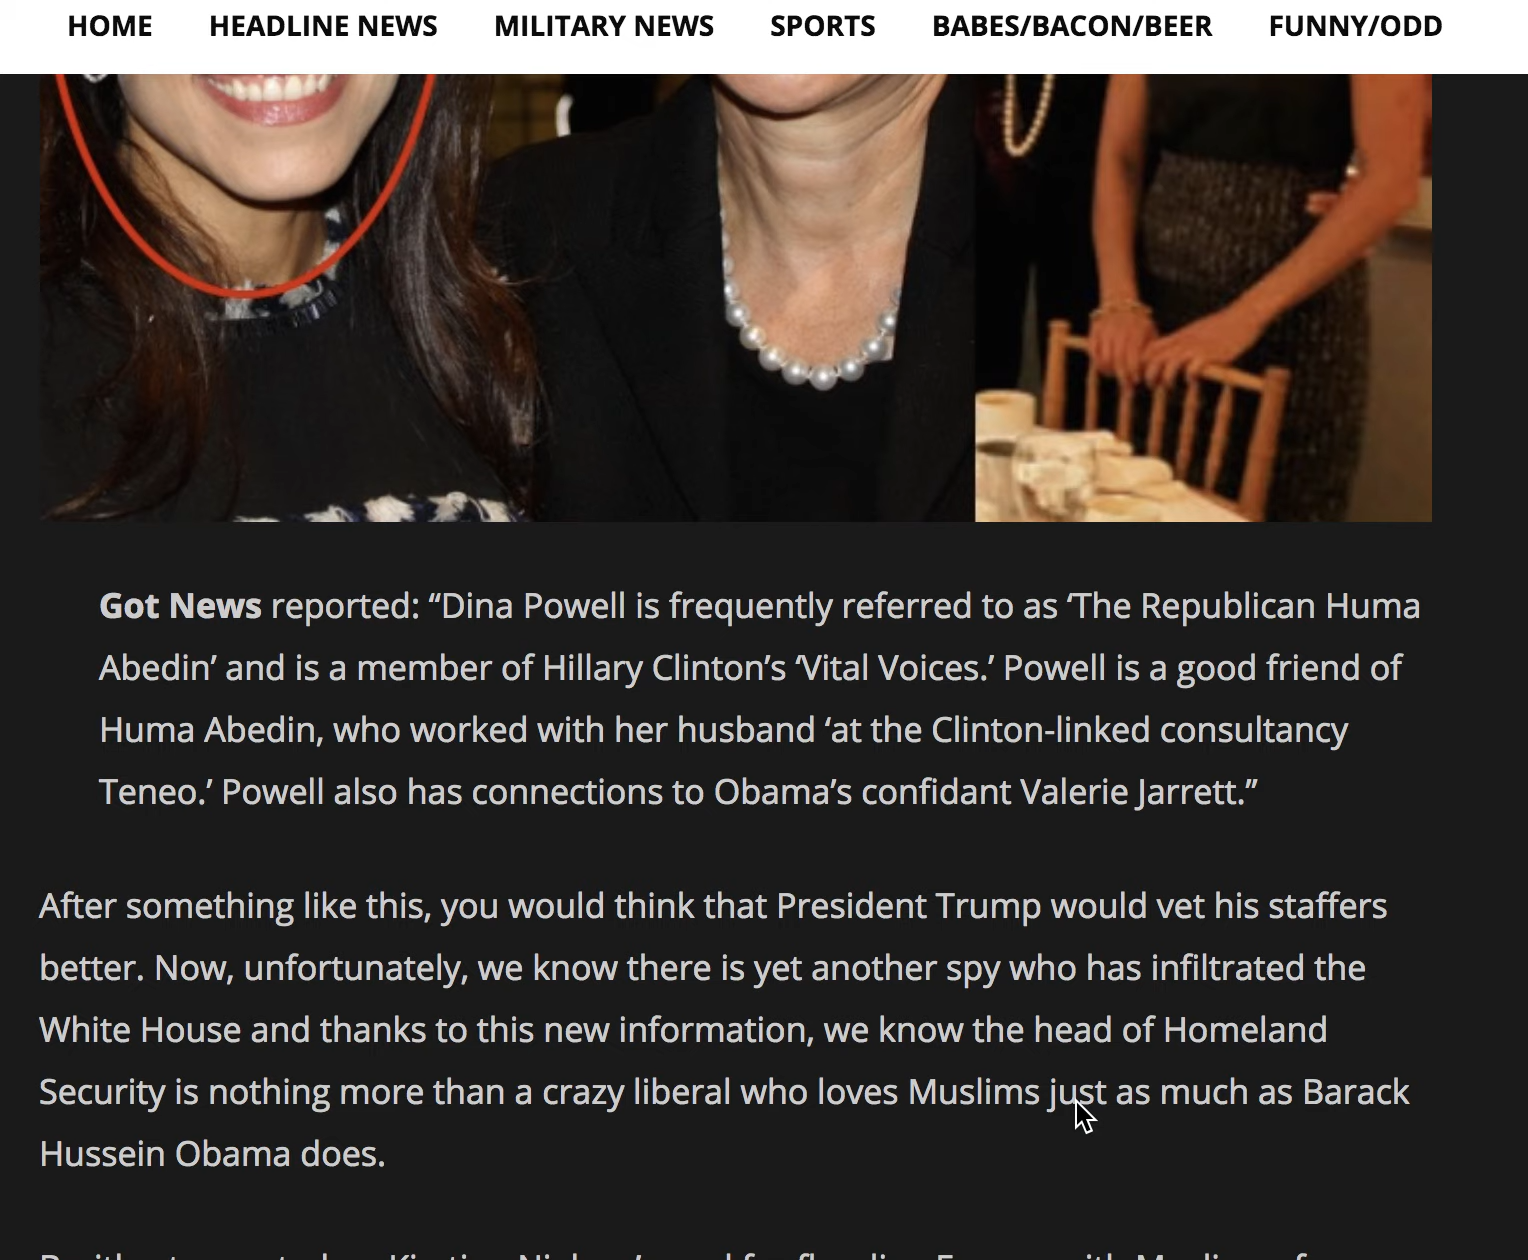 HOME HEADLINE NEWS MILITARY NEWS SPORTS BABES/BACON/BEER FUNNY/ODD
Got News reported: “Dina Powell is frequently referred to as ‘The Republican Huma
Abedin’ and is a member of Hillary Clinton’s ‘Vital Voices.’ Powell is a good friend of
Huma Abedin, who worked with her husband ‘at the Clinton-linked consultancy
Teneo.’ Powell also has connections to Obama’s confidant Valerie Jarrett.”
After something like this, you would think that President Trump would vet his staffers
better. Now, unfortunately, we know there is yet another spy who has infiltrated the
White House and thanks to this new information, we know the head of Homeland
Security is nothing more than a crazy liberal who loves Muslims just as much as Barack
Hussein Obama does.